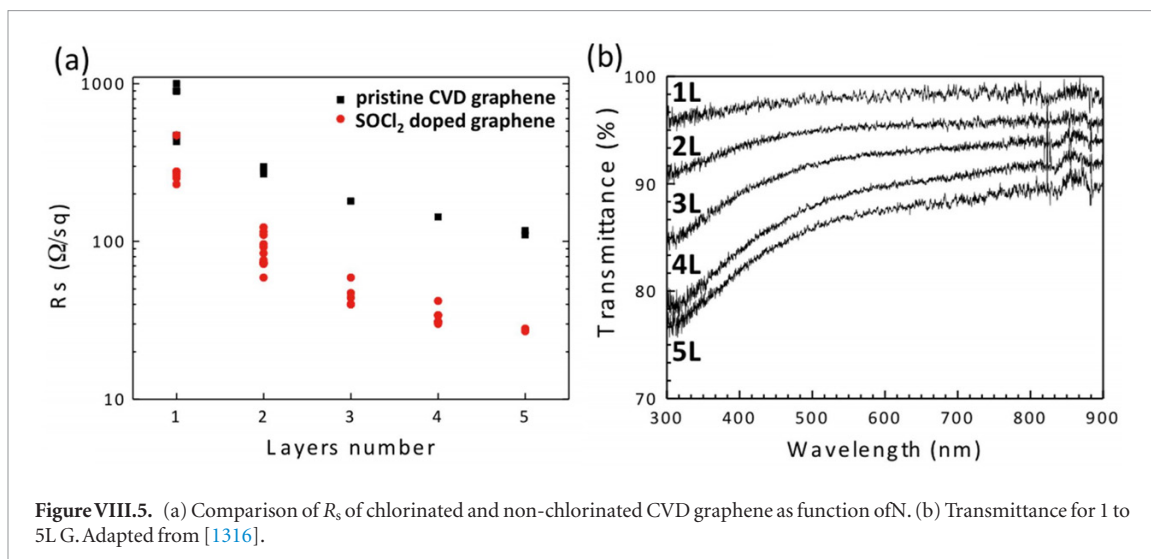 (a)
1000
100
10
Rs (Ω/sq)
pristine CVD graphene
SOCl₂ doped graphene
1 2 3 4 5
Layers number
(b)
100
90
80
70
Transmittance (%)
1L
2L
3L
4L
5L
300 400 500 600 700 800 900
Wavelength (nm)
Figure VIII.5. (a) Comparison of Rs of chlorinated and non-chlorinated CVD graphene as function ofN. (b) Transmittance for 1 to
5L G. Adapted from [1316].